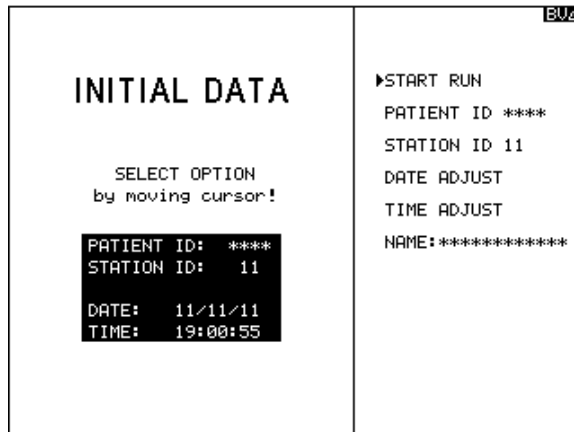 INITIAL DATA
SELECT OPTION
by moving cursor!
PATIENT ID: ****
STATION ID: 11
DATE: 11/11/11
TIME: 19:00:55
▶START RUN
PATIENT ID ****
STATION ID 11
DATE ADJUST
TIME ADJUST
NAME:************